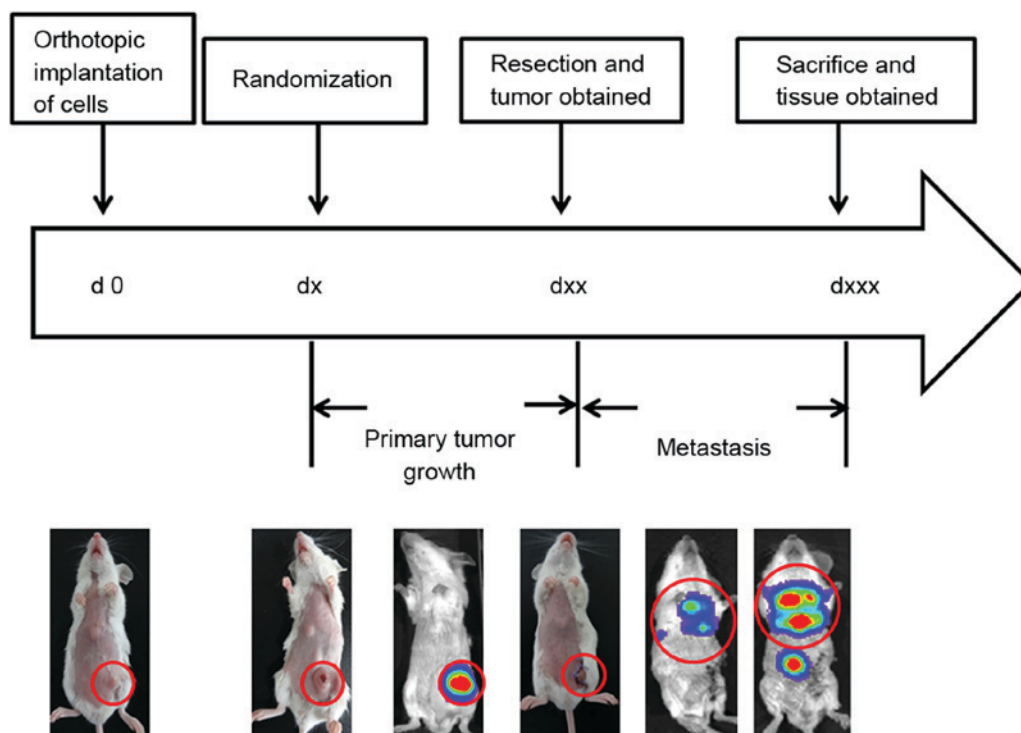 Orthotopic
implantation
of cells
Randomization
Resection and
tumor obtained
Sacrifice and
tissue obtained
d 0
dx
dxx
dxxx
Primary tumor
growth
Metastasis